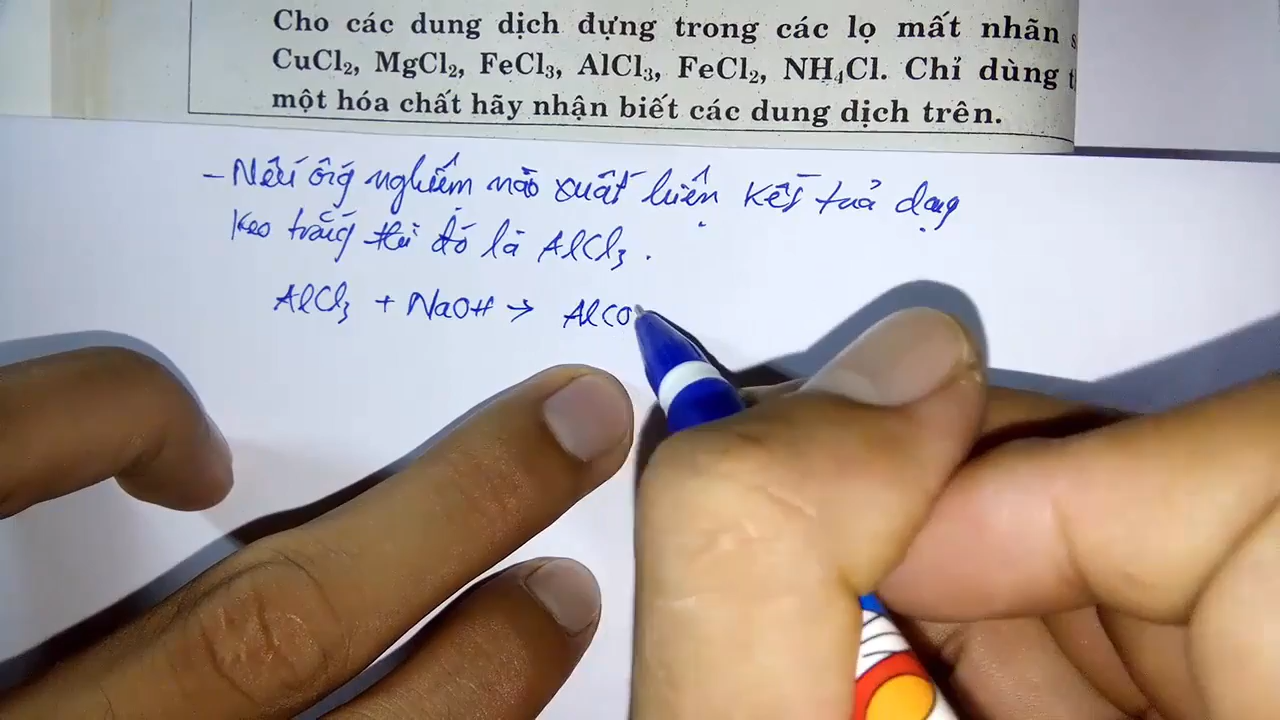 Cho các dung dịch đựng trong các lọ mất nhãn
CuCl₂, MgCl₂, FeCl₃, AlCl₃, FeCl₂, NH₄Cl. Chỉ dùng
một hóa chất hãy nhận biết các dung dịch trên.
- Nếu ống nghiệm nào xuất hiện kết tủa dạng
keo trắng thì đó là AlCl₃.
AlCl₃ + NaOH → Al(O